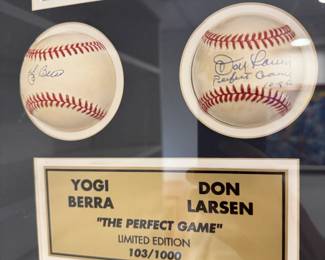 Yogi Berra
Don Larsen
Perfect Game
YOGI BERRA
DON LARSEN
"THE PERFECT GAME"
LIMITED EDITION
103/1000